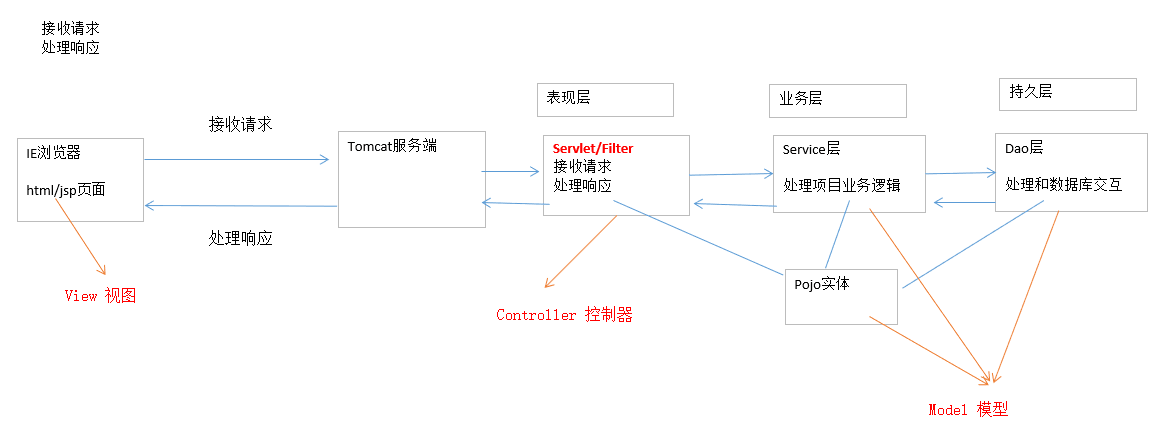 接收请求
处理响应
表现层
业务层
持久层
接收请求
IE浏览器
html/jsp页面
Tomcat服务端
Servlet/Filter
接收请求
处理响应
Service层
处理项目业务逻辑
Dao层
处理和数据库交互
处理响应
Pojo实体
View 视图
Controller 控制器
Model 模型